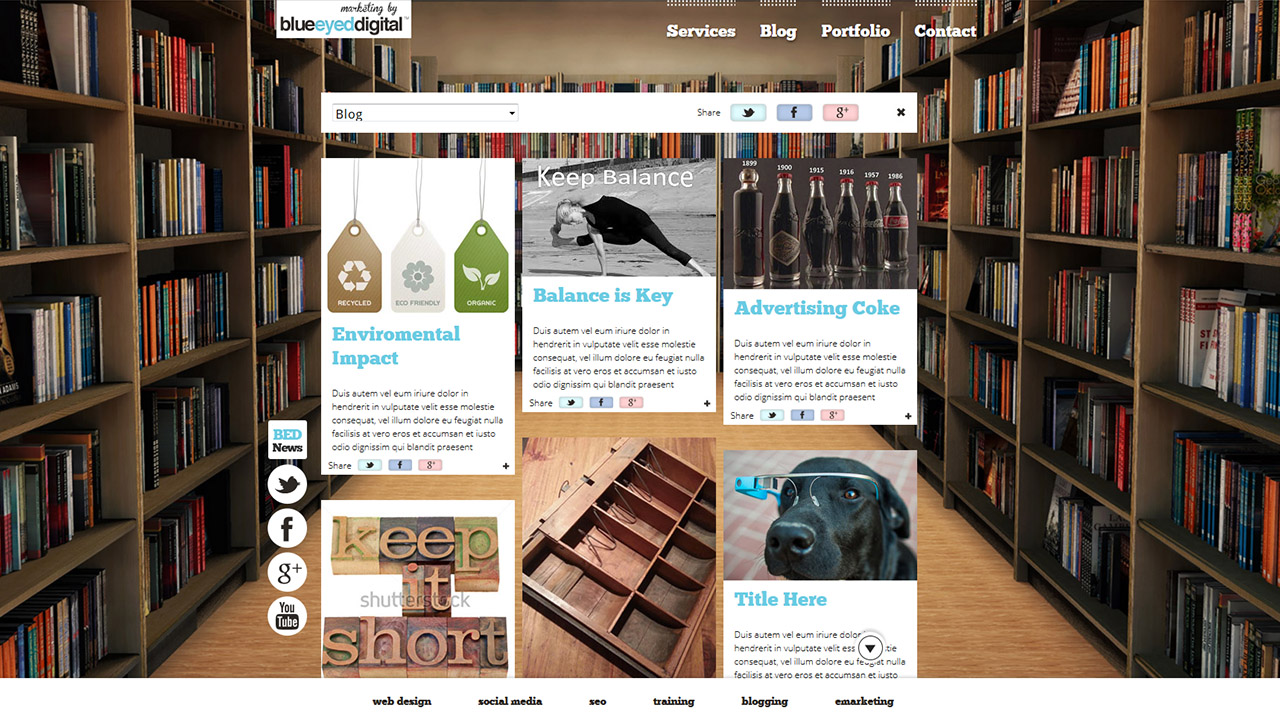 marketing by
blueeyeddigital™
Services Blog Portfolio Contact
Blog
Share
RECYCLED
ECO FRIENDLY
ORGANIC
Enviromental
Impact
Duis autem vel eum iriure dolor in
hendrerit in vulputate velit esse molestie
consequat, vel illum dolore eu feugiat nulla
facilisis at vero eros et accumsan et iusto
odio dignissim qui blandit praesent
Share
keep
it
short
shutterstock
Keep Balance
Balance is Key
Duis autem vel eum iriure dolor in
hendrerit in vulputate velit esse molestie
consequat, vel illum dolore eu feugiat nulla
facilisis at vero eros et accumsan et iusto
odio dignissim qui blandit praesent
Share
1899 1900 1915 1916 1957 1986
Advertising Coke
Duis autem vel eum iriure dolor in
hendrerit in vulputate velit esse molestie
consequat, vel illum dolore eu feugiat nulla
facilisis at vero eros et accumsan et iusto
odio dignissim qui blandit praesent
Share
Title Here
Duis autem vel eum iriure dolor
hendrerit in vulputate velit esse
consequat, vel illum dolore eu feugiat nulla
facilisis at vero eros et accumsan et iusto
BED
News
You
Tube
web design social media seo training blogging emarketing